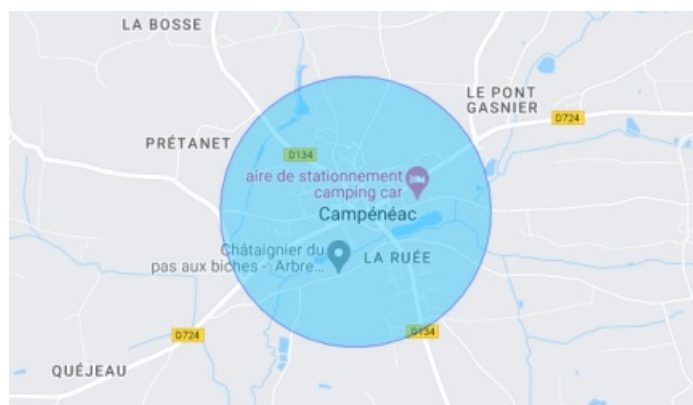 LA BOSSE
LE PONT
GASNIER
D724
PRÉTANET
D134
aire de stationnement
camping car
Campénéac
Châtaignier du
pas aux biches - Arbre...
LA RUÉE
D724
D134
QUÉJEAU